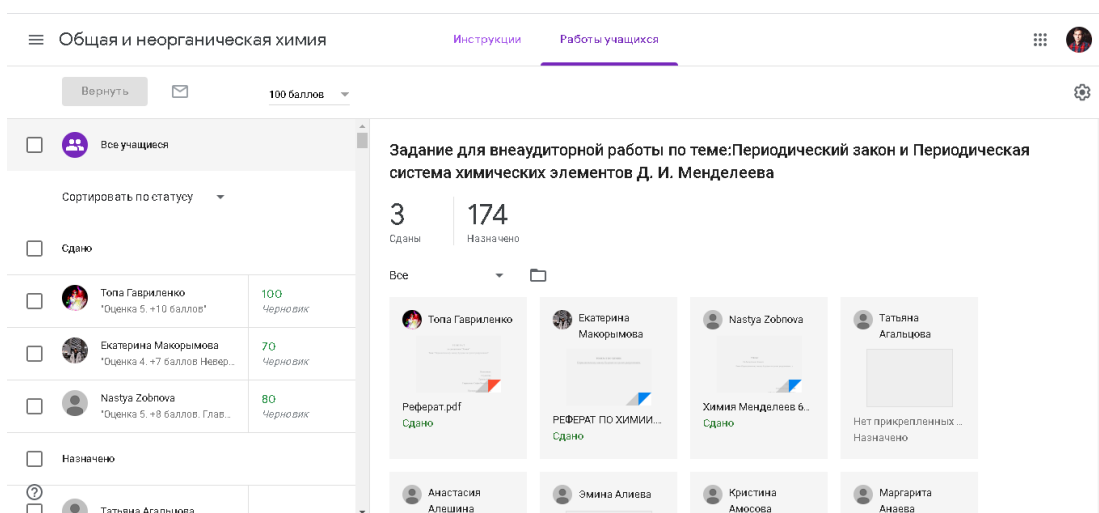 Общая и неорганическая химия
Инструкции
Работы учащихся
Вернуть
100 баллов
Все учащиеся
Сортировать по статусу
Сдано
Топа Гавриленко
"Оценка 5. +10 баллов"
100
Черновик
Екатерина Макорымова
"Оценка 4. +7 баллов Невер...
70
Черновик
Nastya Zobnova
"Оценка 5. +8 баллов. Глав...
80
Черновик
Назначено
Татьяна Агальцова
Задание для внеаудиторной работы по теме:Периодический закон и Периодическая
система химических элементов Д. И. Менделеева
3
Сданы
174
Назначено
Все
Топа Гавриленко
Реферат.pdf
Сдано
Екатерина
Макорымова
РЕФЕРАТ ПО ХИМИИ....
Сдано
Nastya Zobnova
Химия Менделеев 6...
Сдано
Татьяна
Агальцова
Нет прикрепленных ...
Назначено
Анастасия
Алешина
Эмина Алиева
Кристина
Амосова
Маргарита
Анаева